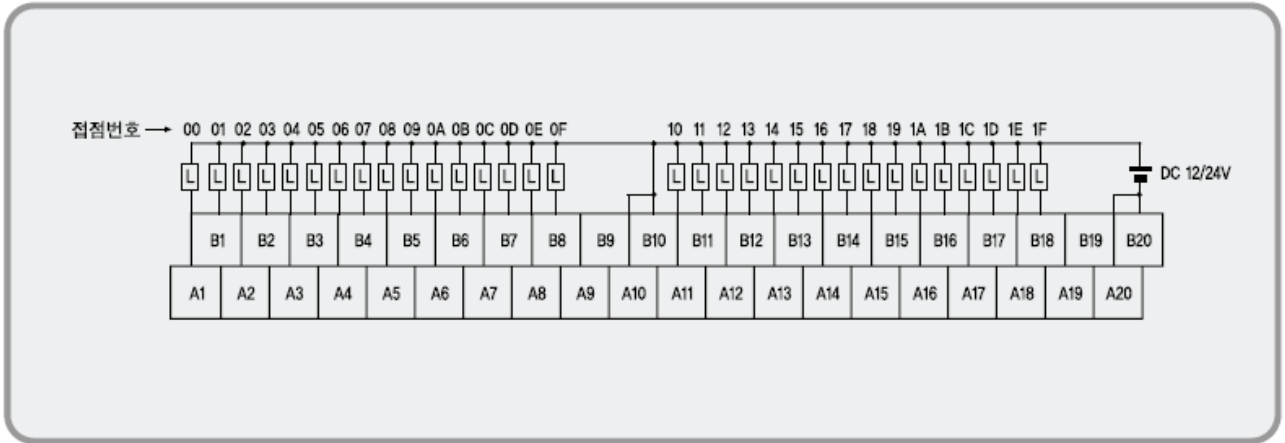 접점번호 → 00 01 02 03 04 05 06 07 08 09 0A 0B 0C 0D 0E 0F 10 11 12 13 14 15 16 17 18 19 1A 1B 1C 1D 1E 1F
L L L L L L L L L L L L L L L L L L L L L L L L L L L L L L L L DC 12/24V
B1 B2 B3 B4 B5 B6 B7 B8 B9 B10 B11 B12 B13 B14 B15 B16 B17 B18 B19 B20
A1 A2 A3 A4 A5 A6 A7 A8 A9 A10 A11 A12 A13 A14 A15 A16 A17 A18 A19 A20